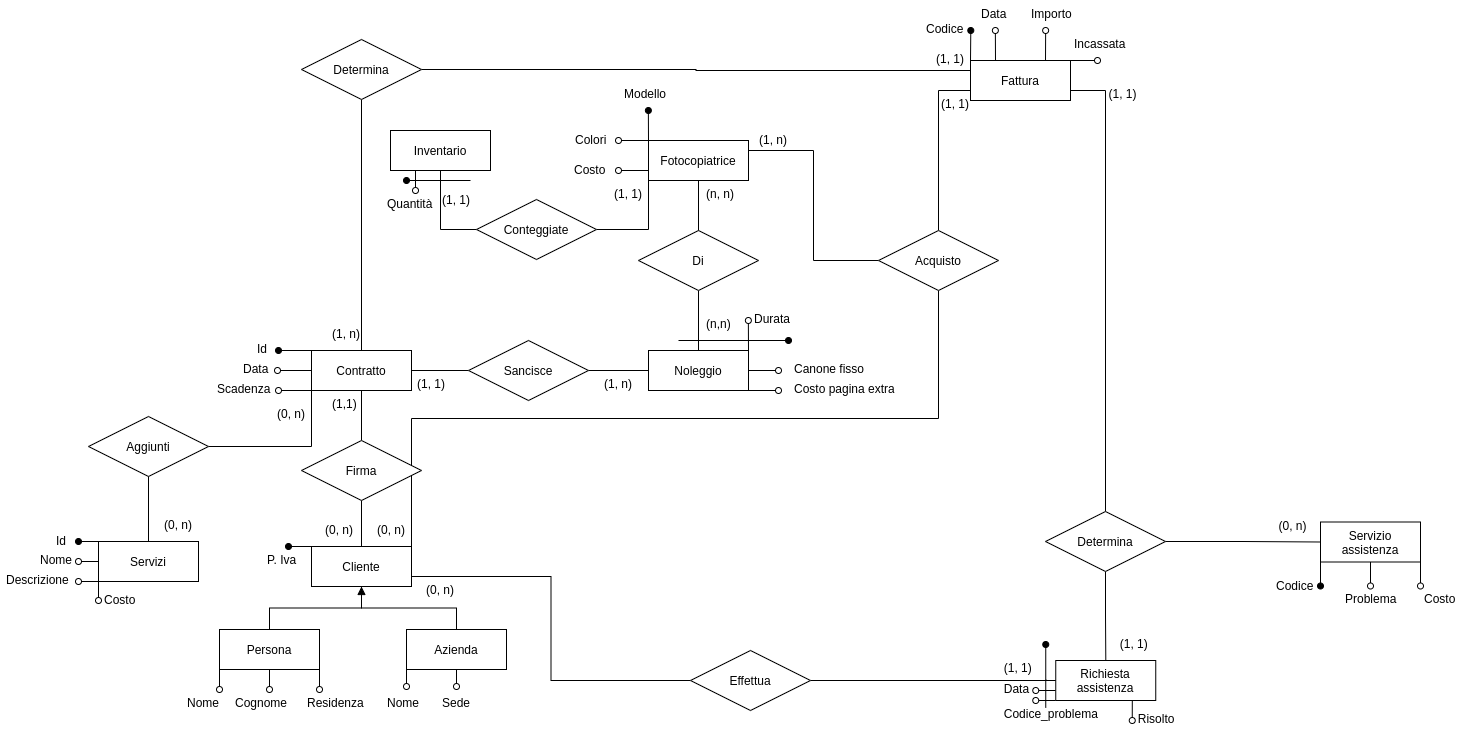 Data
Importo
Codice
Incassata
(1, 1)
Determina
Fattura
Modello
(1, 1)
(1, 1)
Colori
(1, n)
Inventario
Fotocopiatrice
Costo
(1, 1)
(n, n)
Quantità
(1, 1)
Conteggiate
Di
Acquisto
Durata
(n,n)
(1, n)
Id
Data
Contratto
Sancisce
Noleggio
Canone fisso
Scadenza
(1, 1)
(1, n)
Costo pagina extra
(0, n)
(1,1)
Aggiunti
Firma
(0, n)
(0, n)
(0, n)
(0, n)
Id
Determina
Servizio
assistenza
Nome
Servizi
P. Iva
Cliente
Descrizione
Costo
(0, n)
Codice
Problema
Costo
Persona
Azienda
(1, 1)
(1, 1)
Effettua
Richiesta
assistenza
Data
Nome
Cognome
Residenza
Nome
Sede
Codice_problema
Risolto